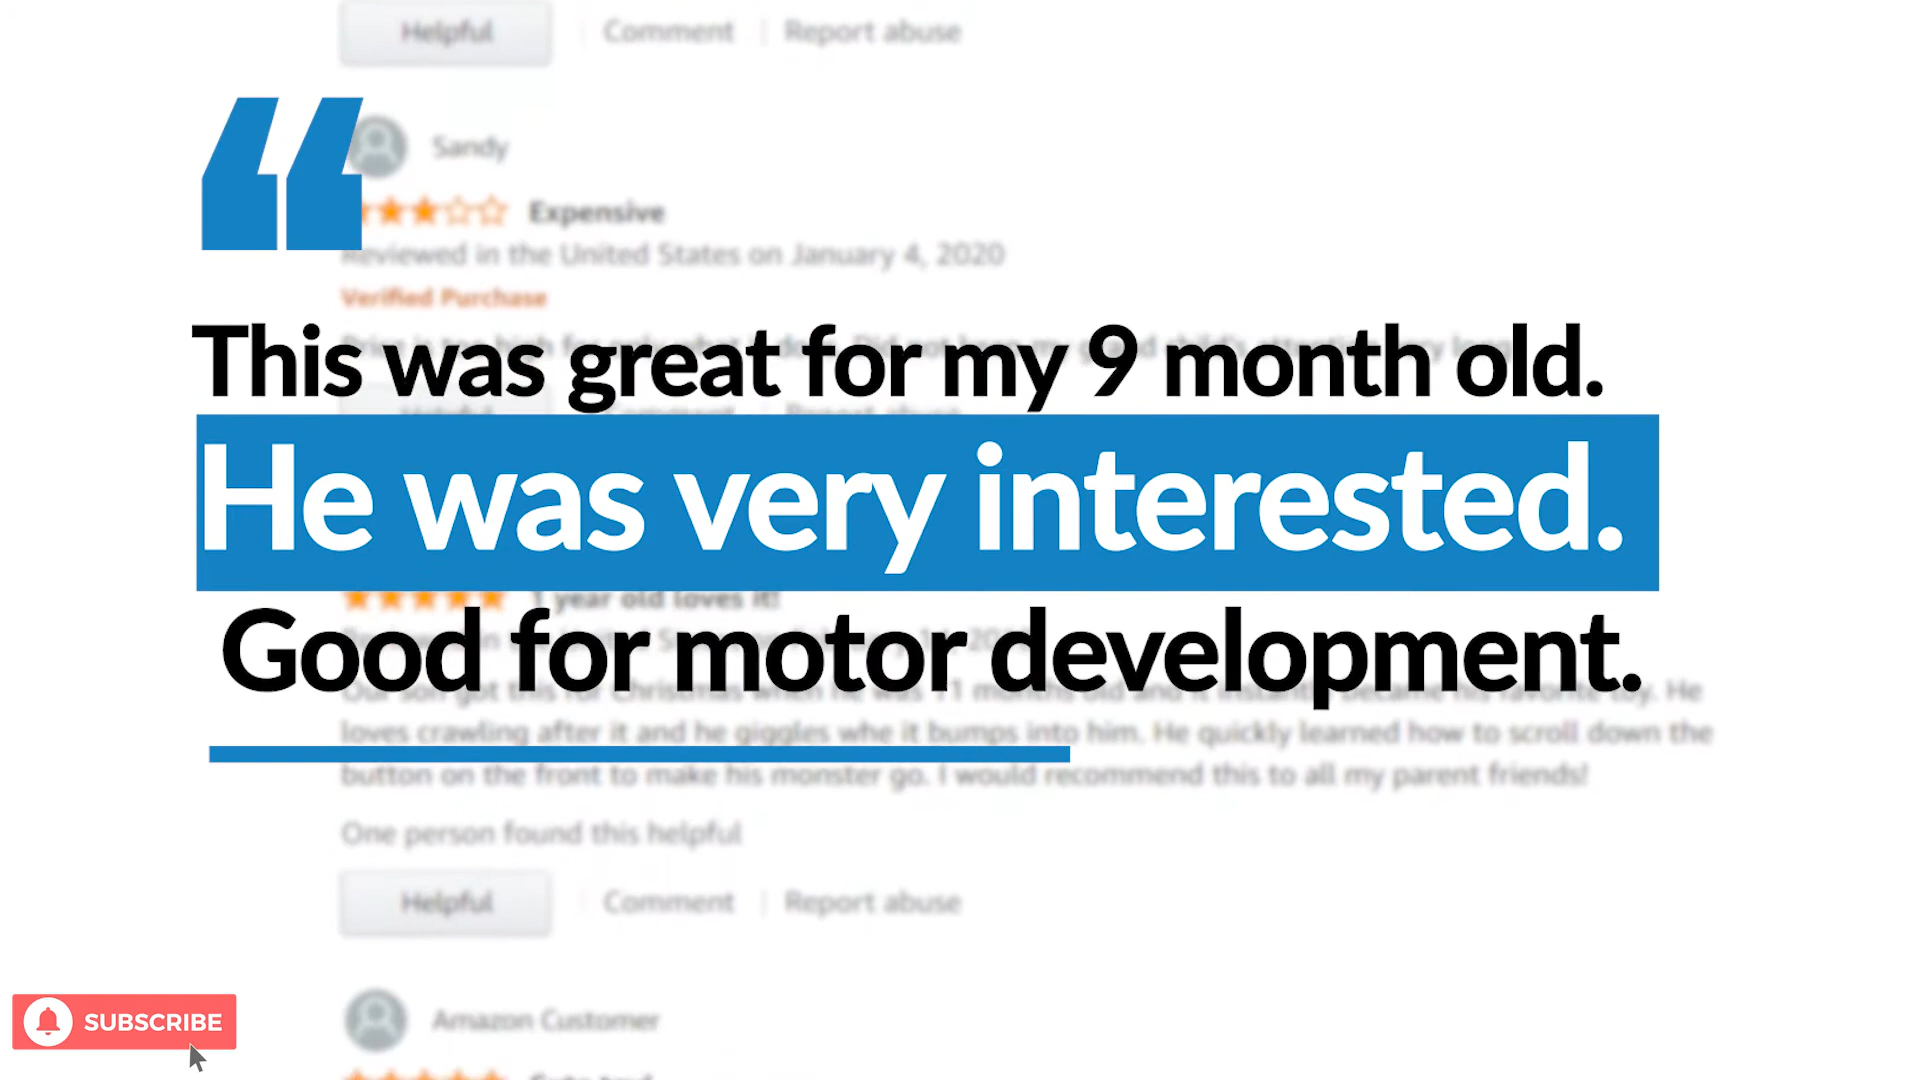 Helpful Comment Report abuse
Sandy
Expensive
Reviewed in the United States on January 4, 2020
Verified Purchase
This was great for my 9 month old.
He was very interested.
1 year old loves it!
Good for motor development.
loves crawling after it and he giggles whe it bumps into him. He quickly learned how to scroll down the
button on the front to make his monster go. I would recommend this to all my parent friends!
One person found this helpful
Helpful Comment Report abuse
Amazon Customer
SUBSCRIBE